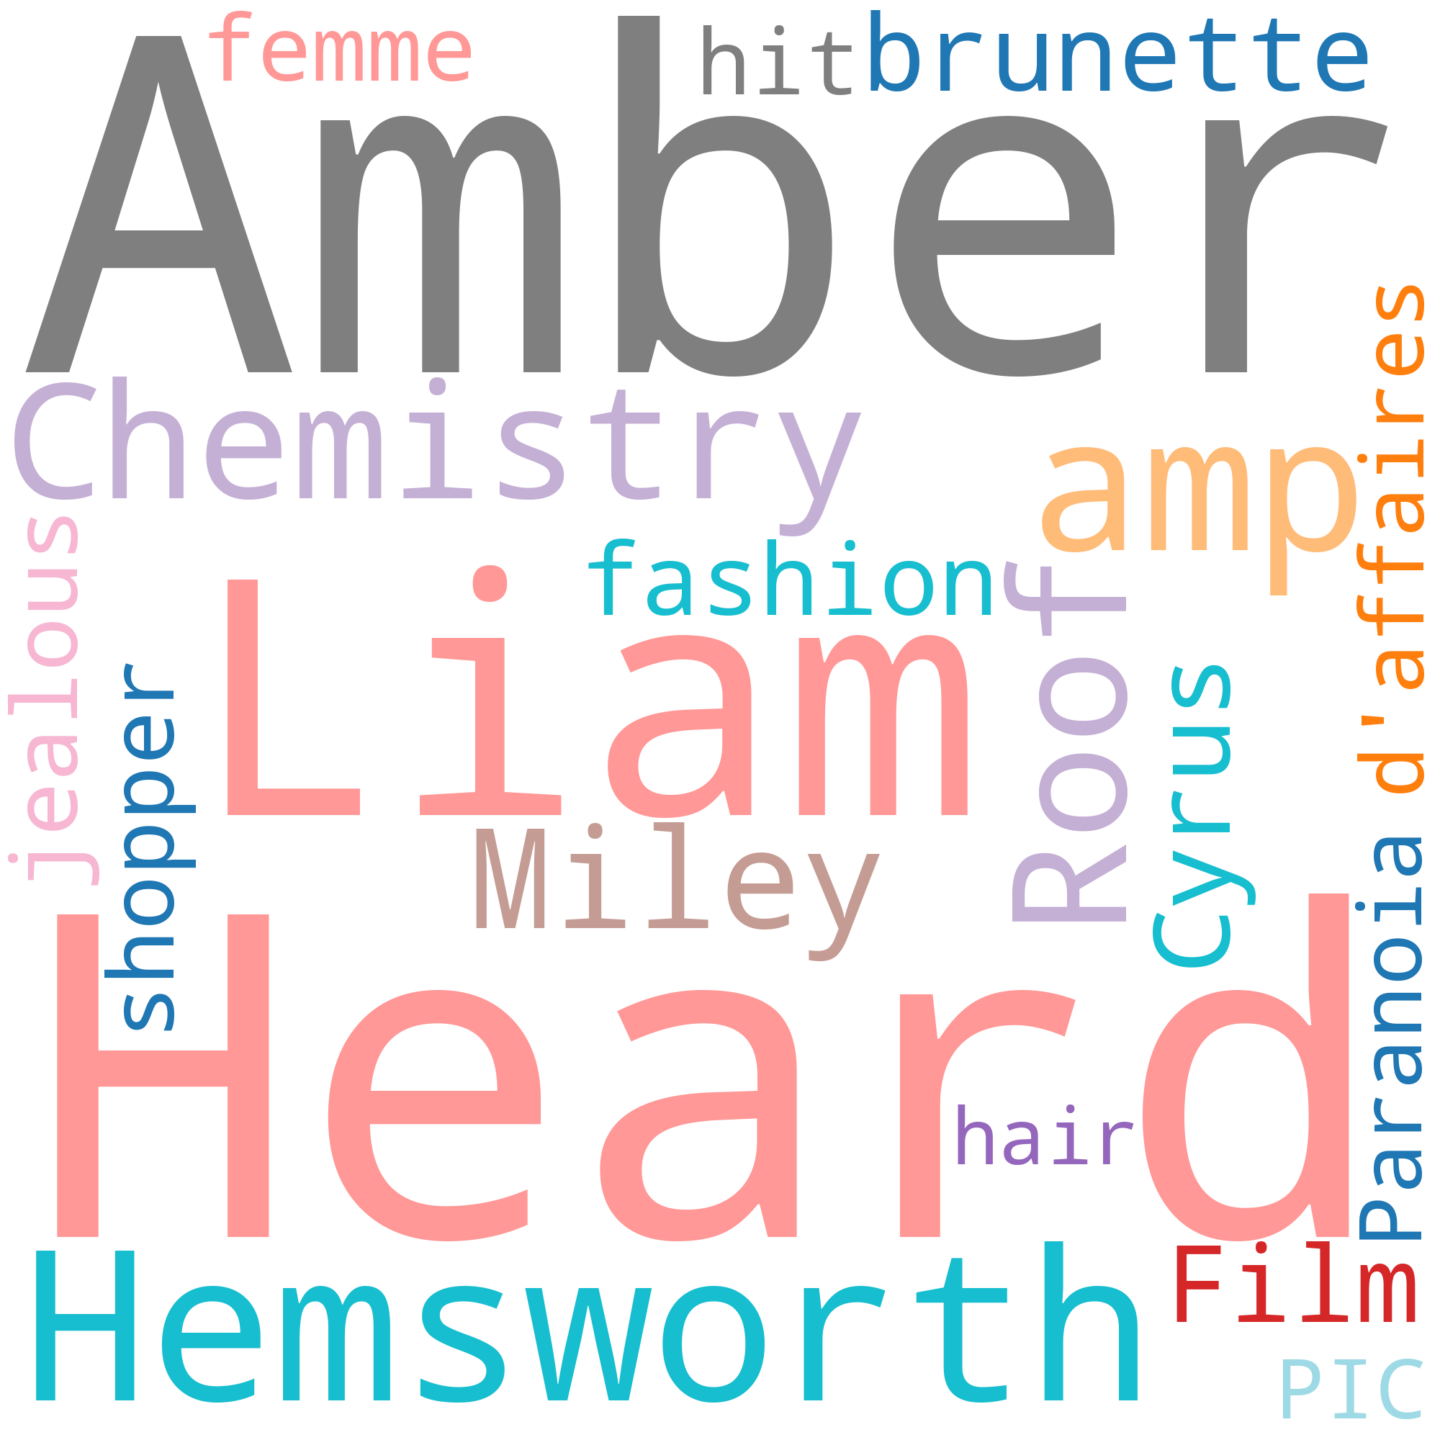 femme
hit
brunette
Amber
Chemistry
amp
d'affaires
jealous
fashion
Liam
Roof
shopper
Cyrus
Miley
Paranoia
Heard
hair
Hemsworth
Film
PIC